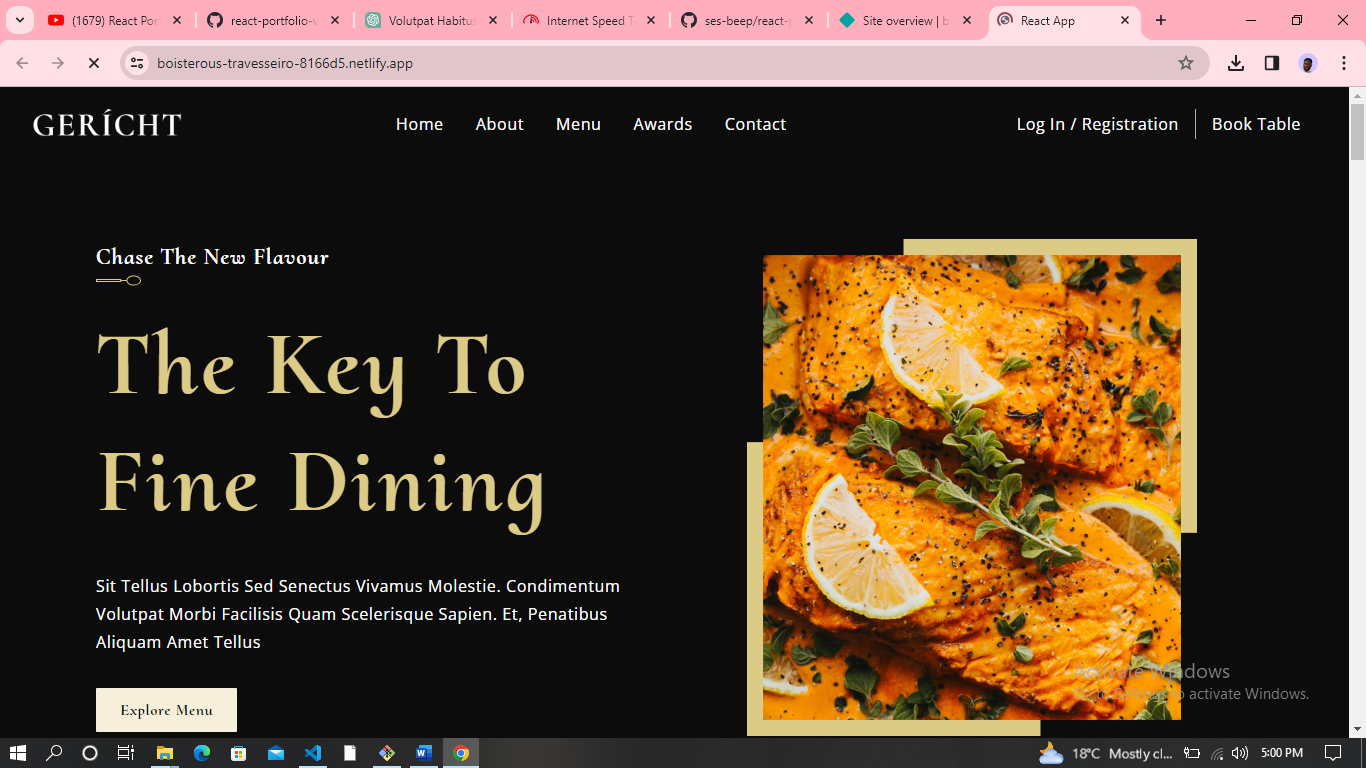 (1679) React Por
react-portfolio-v
Volutpat Habitus
Internet Speed T
ses-beep/react-p
Site overview | b
React App
boisterous-travesseiro-8166d5.netlify.app
GERÍCHT
Home
About
Menu
Awards
Contact
Log In / Registration
Book Table
Chase The New Flavour
The Key To
Fine Dining
Sit Tellus Lobortis Sed Senectus Vivamus Molestie. Condimentum
Volutpat Morbi Facilisis Quam Scelerisque Sapien. Et, Penatibus
Aliquam Amet Tellus
Explore Menu
Activate Windows
Go to Settings to activate Windows.
18°C Mostly cl...
5:00 PM